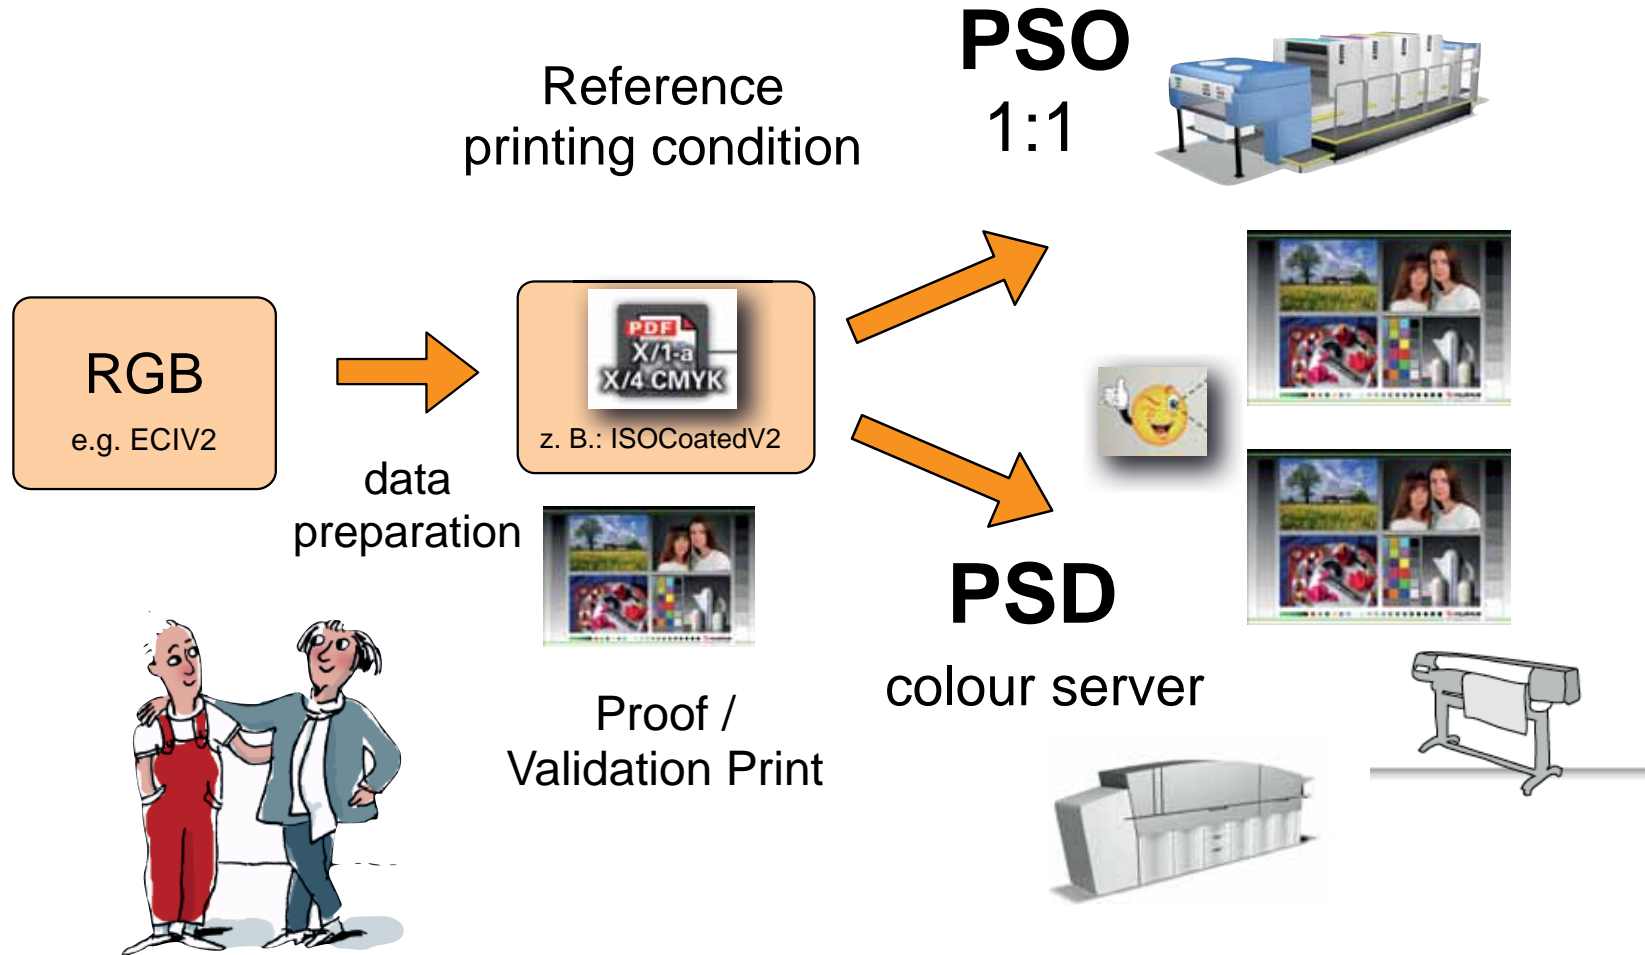 PSO
1:1
Reference
printing condition
RGB
e.g. ECIV2
PDF
X/1-a
X/4 CMYK
z. B.: ISOCoatedV2
data
preparation
Proof /
Validation Print
PSD
colour server